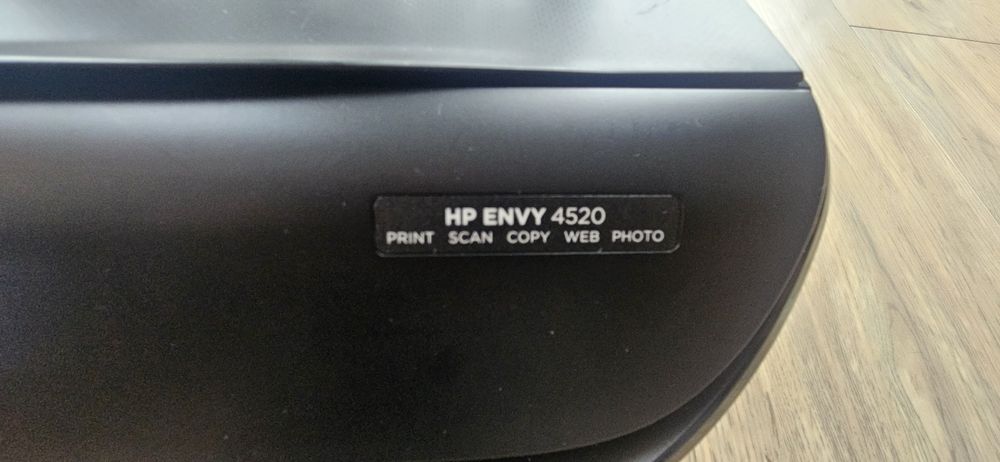 HP ENVY 4520
PRINT SCAN COPY WEB PHOTO